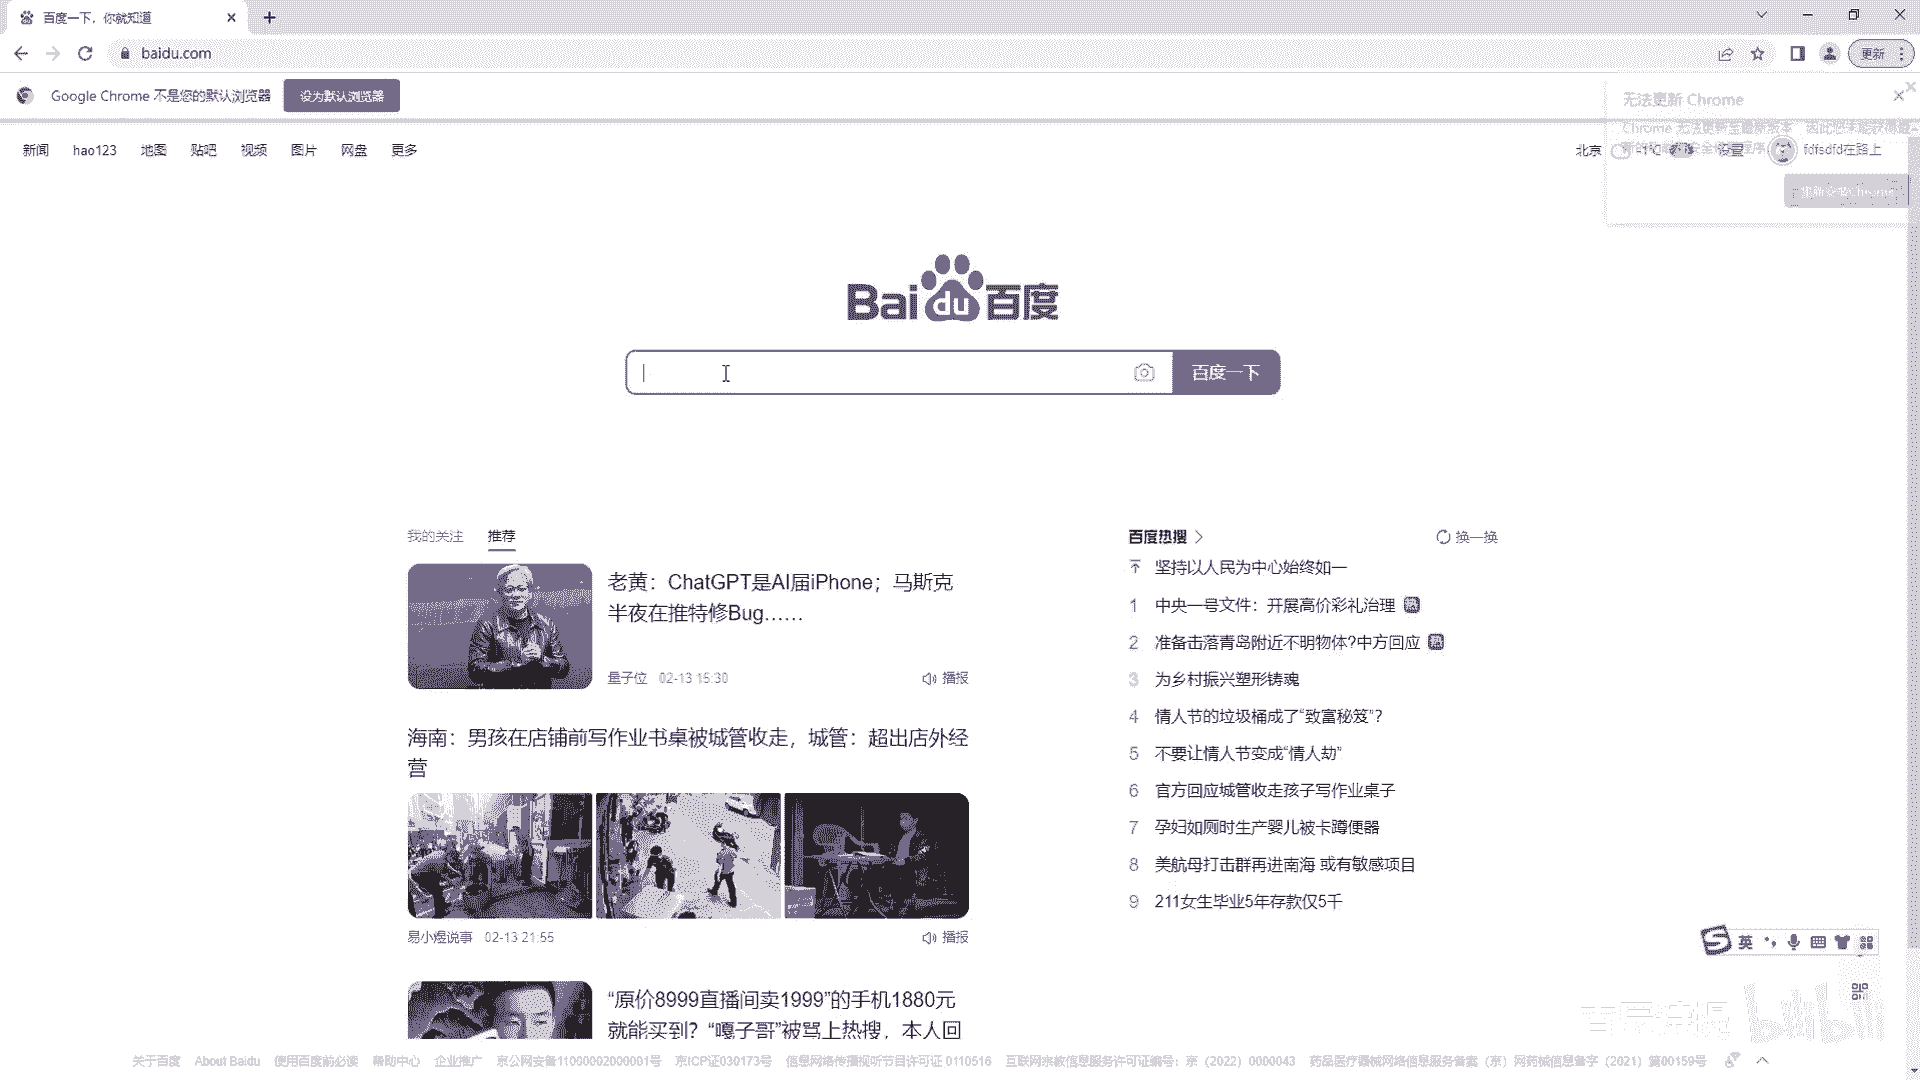 百度一下，你就知道
baidu.com
更新
Google Chrome 不是您的默认浏览器
设为默认浏览器
无法更新 Chrome
新闻
hao123
地图
贴吧
视频
图片
网盘
更多
北京
-1°C
设置
fdfsdfd在路上
Bai du 百度
百度一下
我的关注
推荐
老黄：ChatGPT是AI届iPhone；马斯克
半夜在推特修Bug……
量子位 02-13 15:30
播报
海南：男孩在店铺前写作业书桌被城管收走，城管：超出店外经
营
易小煜说事 02-13 21:55
播报
“原价8999直播间卖1999”的手机1880元
就能买到？“嘎子哥”被骂上热搜，本人回
百度热搜
换一换
坚持以人民为中心始终如一
1 中央一号文件：开展高价彩礼治理 热
2 准备击落青岛附近不明物体?中方回应 热
3 为乡村振兴塑形铸魂
4 情人节的垃圾桶成了“致富秘笈”?
5 不要让情人节变成“情人劫”
6 官方回应城管收走孩子写作业桌子
7 孕妇如厕时生产婴儿被卡蹲便器
8 美航母打击群再进南海 或有敏感项目
9 211女生毕业5年存款仅5千
英
bilibili
关于百度 About Baidu 使用百度前必读 帮助中心 企业推广 京公网安备11000002000001号 京ICP证030173号 信息网络传播视听节目许可证 0110516 互联网宗教信息服务许可证编号：京（2022）0000043 药品医疗器械网络信息服务备案（京）网药械信息备字（2021）第00159号